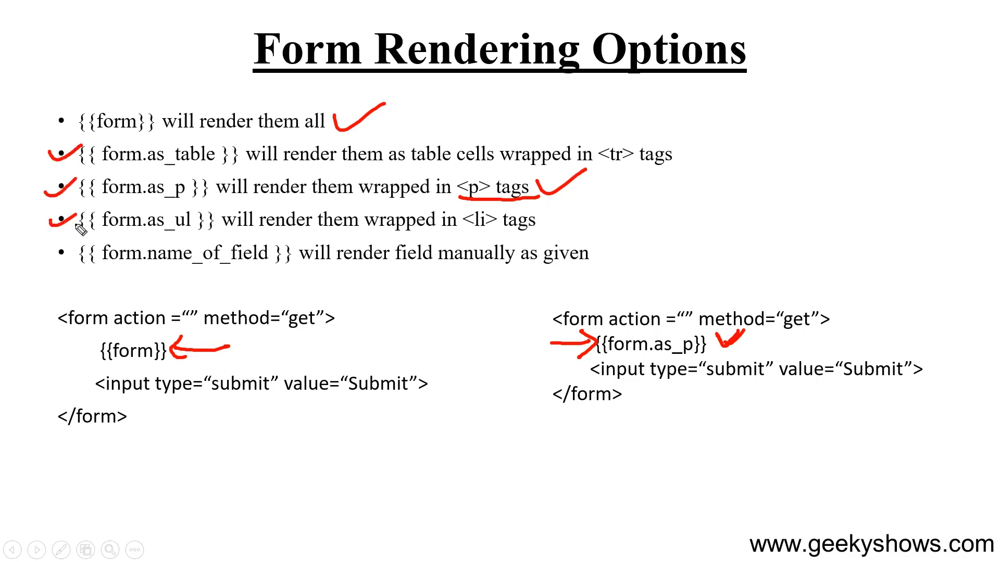 Form Rendering Options
• {{form}} will render them all
• {{ form.as_table }} will render them as table cells wrapped in <tr> tags
• {{ form.as_p }} will render them wrapped in <p> tags
• {{ form.as_ul }} will render them wrapped in <li> tags
• {{ form.name_of_field }} will render field manually as given
<form action =“” method=“get”>
{{form}}
<input type=“submit” value=“Submit”>
</form>
<form action =“” method=“get”>
{{form.as_p}}
<input type=“submit” value=“Submit”>
</form>
www.geekyshows.com